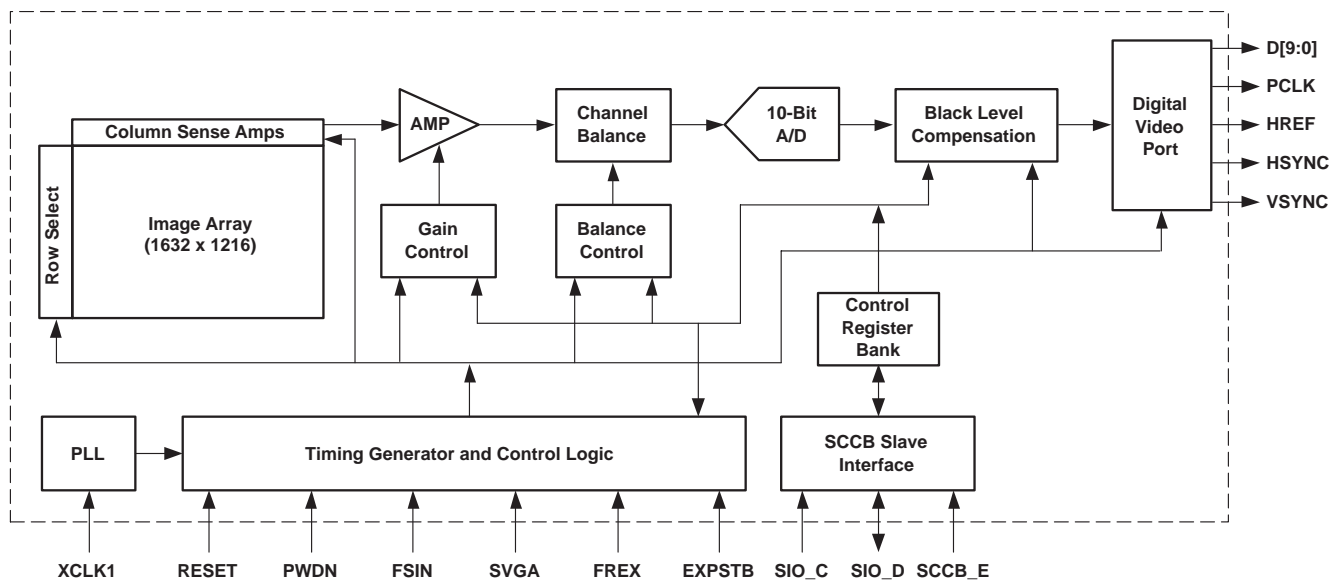 Column Sense Amps
Row Select
Image Array
(1632 x 1216)
AMP
Channel
Balance
10-Bit
A/D
Black Level
Compensation
Digital
Video
Port
D[9:0]
PCLK
HREF
HSYNC
VSYNC
Gain
Control
Balance
Control
Control
Register
Bank
PLL
Timing Generator and Control Logic
SCCB Slave
Interface
XCLK1
RESET
PWDN
FSIN
SVGA
FREX
EXPSTB
SIO_C
SIO_D
SCCB_E